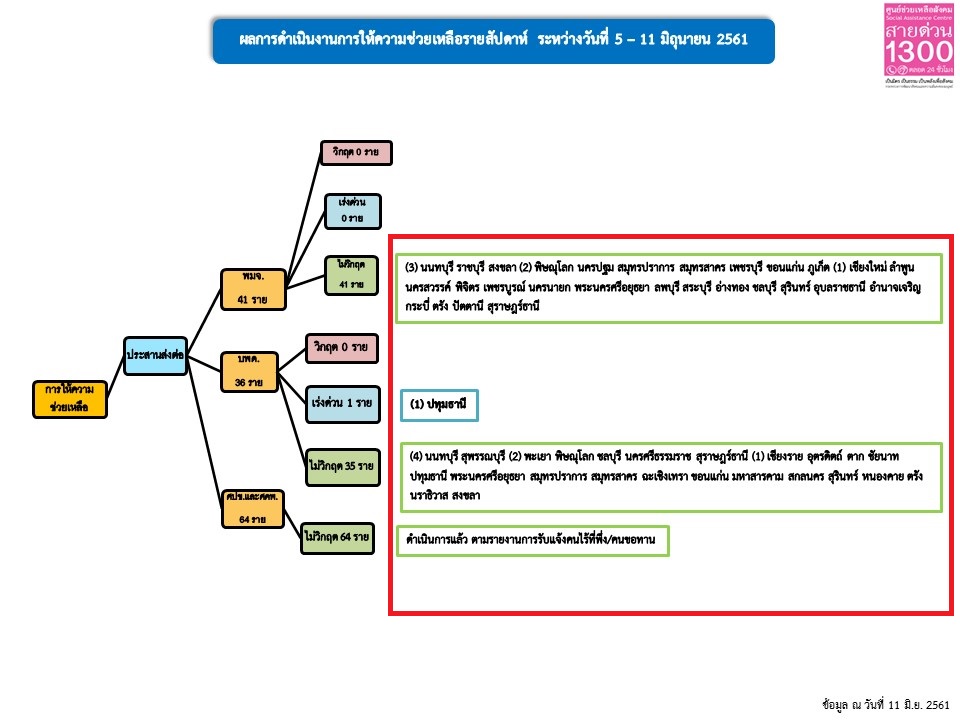 ผลการดำเนินงานการให้ความช่วยเหลือรายสัปดาห์ ระหว่างวันที่ 5 – 11 มิถุนายน 2561
ศูนย์ช่วยเหลือสังคม
Social Assistance Centre
สายด่วน
1300
ตลอด 24 ชั่วโมง
วิกฤต 0 ราย
เร่งด่วน
0 ราย
ไม่วิกฤต
41 ราย
พมจ.
41 ราย
(3) นนทบุรี ราชบุรี สงขลา (2) พิษณุโลก นครปฐม สมุทรปราการ สมุทรสาคร เพชรบุรี ขอนแก่น ภูเก็ต (1) เชียงใหม่ ลำพูน
นครสวรรค์ พิจิตร เพชรบูรณ์ นครนายก พระนครศรีอยุธยา ลพบุรี สระบุรี อ่างทอง ชลบุรี สุรินทร์ อุบลราชธานี อำนาจเจริญ
กระบี่ ตรัง ปัตตานี สุราษฎร์ธานี
ประสานส่งต่อ
การให้ความ
ช่วยเหลือ
บพด.
36 ราย
วิกฤต 0 ราย
เร่งด่วน 1 ราย
(1) ปทุมธานี
ไม่วิกฤต 35 ราย
(4) นนทบุรี สุพรรณบุรี (2) พะเยา พิษณุโลก ชลบุรี นครศรีธรรมราช สุราษฎร์ธานี (1) เชียงราย อุตรดิตถ์ ตาก ชัยนาท
ปทุมธานี พระนครศรีอยุธยา สมุทรปราการ สมุทรสาคร ฉะเชิงเทรา ขอนแก่น มหาสารคาม สกลนคร สุรินทร์ หนองคาย ตรัง
นราธิวาส สงขลา
64 ราย
ไม่วิกฤต 64 ราย
ดำเนินการแล้ว ตามรายงานการรับแจ้งคนไร้ที่พึ่ง/คนขอทาน
ข้อมูล ณ วันที่ 11 มิ.ย. 2561